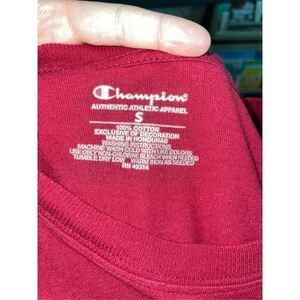 Champion
AUTHENTIC ATHLETIC APPAREL
S
100% COTTON
EXCLUSIVE OF DECORATION
MADE IN HONDURAS
WASHING INSTRUCTIONS
MACHINE WASH COLD WITH LIKE COLORS
USE ONLY NON-CHLORINE BLEACH WHEN NEEDED
TUMBLE DRY LOW WARM IRON AS NEEDED
RN 49314